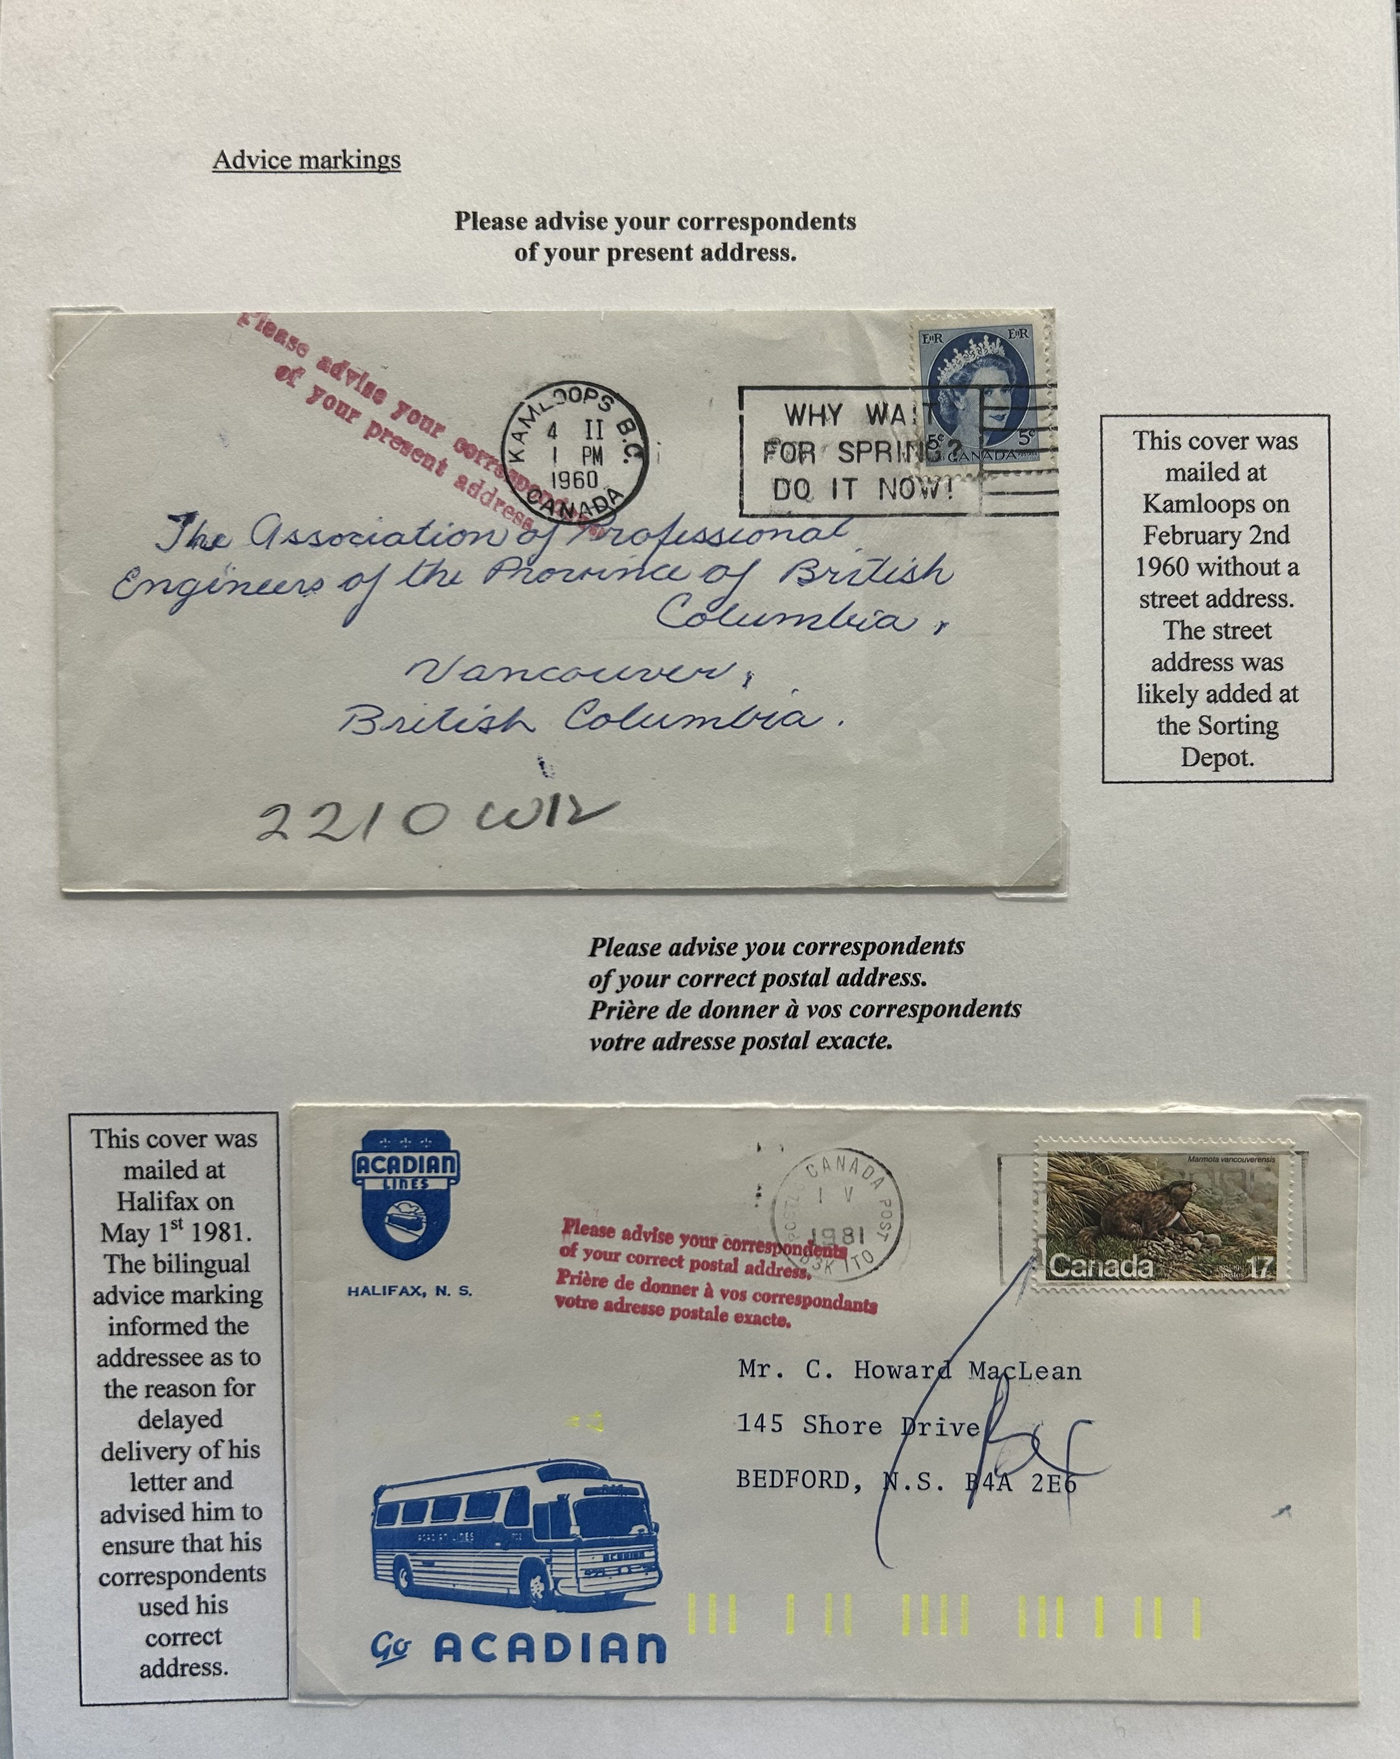 Advice markings
Please advise your correspondents
of your present address.
Please advise your correspondents
of your present address.
KAMLOOPS B.C.
4 II
1 PM
1960
CANADA
WHY WAIT
FOR SPRING?
DO IT NOW!
EIIR EIIR
5¢ 5¢
CANADA
The Association of Professional
Engineers of the Province of British
Columbia,
Vancouver,
British Columbia.
2210 W12
This cover was
mailed at
Kamloops on
February 2nd
1960 without a
street address.
The street
address was
likely added at
the Sorting
Depot.
Please advise you correspondents
of your correct postal address.
Prière de donner à vos correspondents
votre adresse postal exacte.
This cover was
mailed at
Halifax on
May 1st 1981.
The bilingual
advice marking
informed the
addressee as to
the reason for
delayed
delivery of his
letter and
advised him to
ensure that his
correspondents
used his
correct
address.
ACADIAN
LINES
HALIFAX, N. S.
Please advise your correspondents
of your correct postal address.
Prière de donner à vos correspondants
votre adresse postale exacte.
CANADA POST
I V
1981
B3K 1T0
Marmota vancouverensis
Canada 17
Mr. C. Howard MacLean
145 Shore Drive
BEDFORD, N.S. B4A 2E6
ACADIAN LINES
ACADIAN
Go ACADIAN